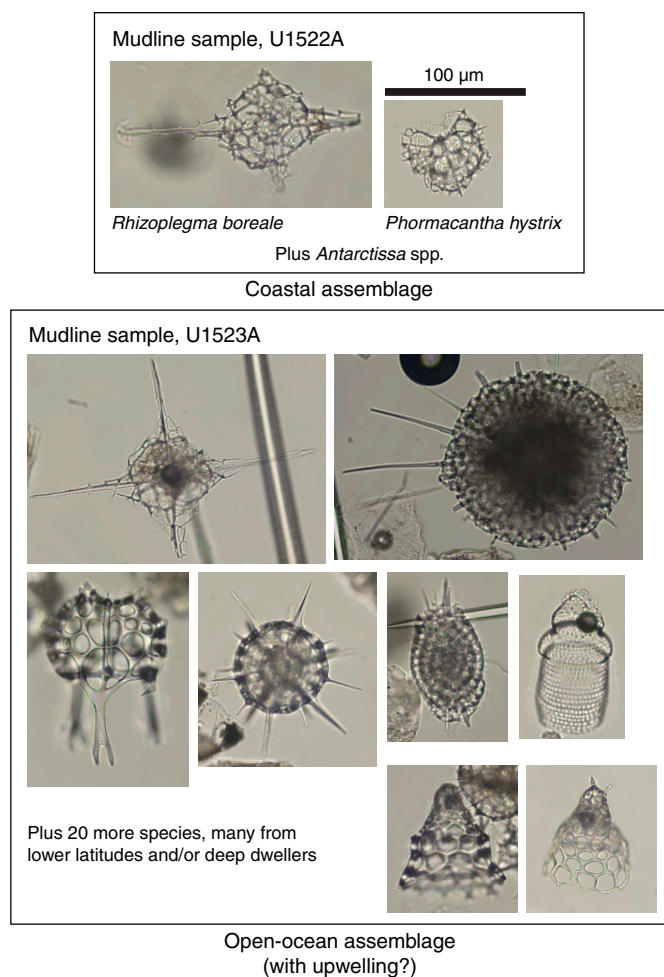 Mudline sample, U1522A
100 µm
Rhizoplegma boreale
Phormacantha hystrix
Plus Antarctissa spp.
Coastal assemblage
Mudline sample, U1523A
Plus 20 more species, many from
lower latitudes and/or deep dwellers
Open-ocean assemblage
(with upwelling?)